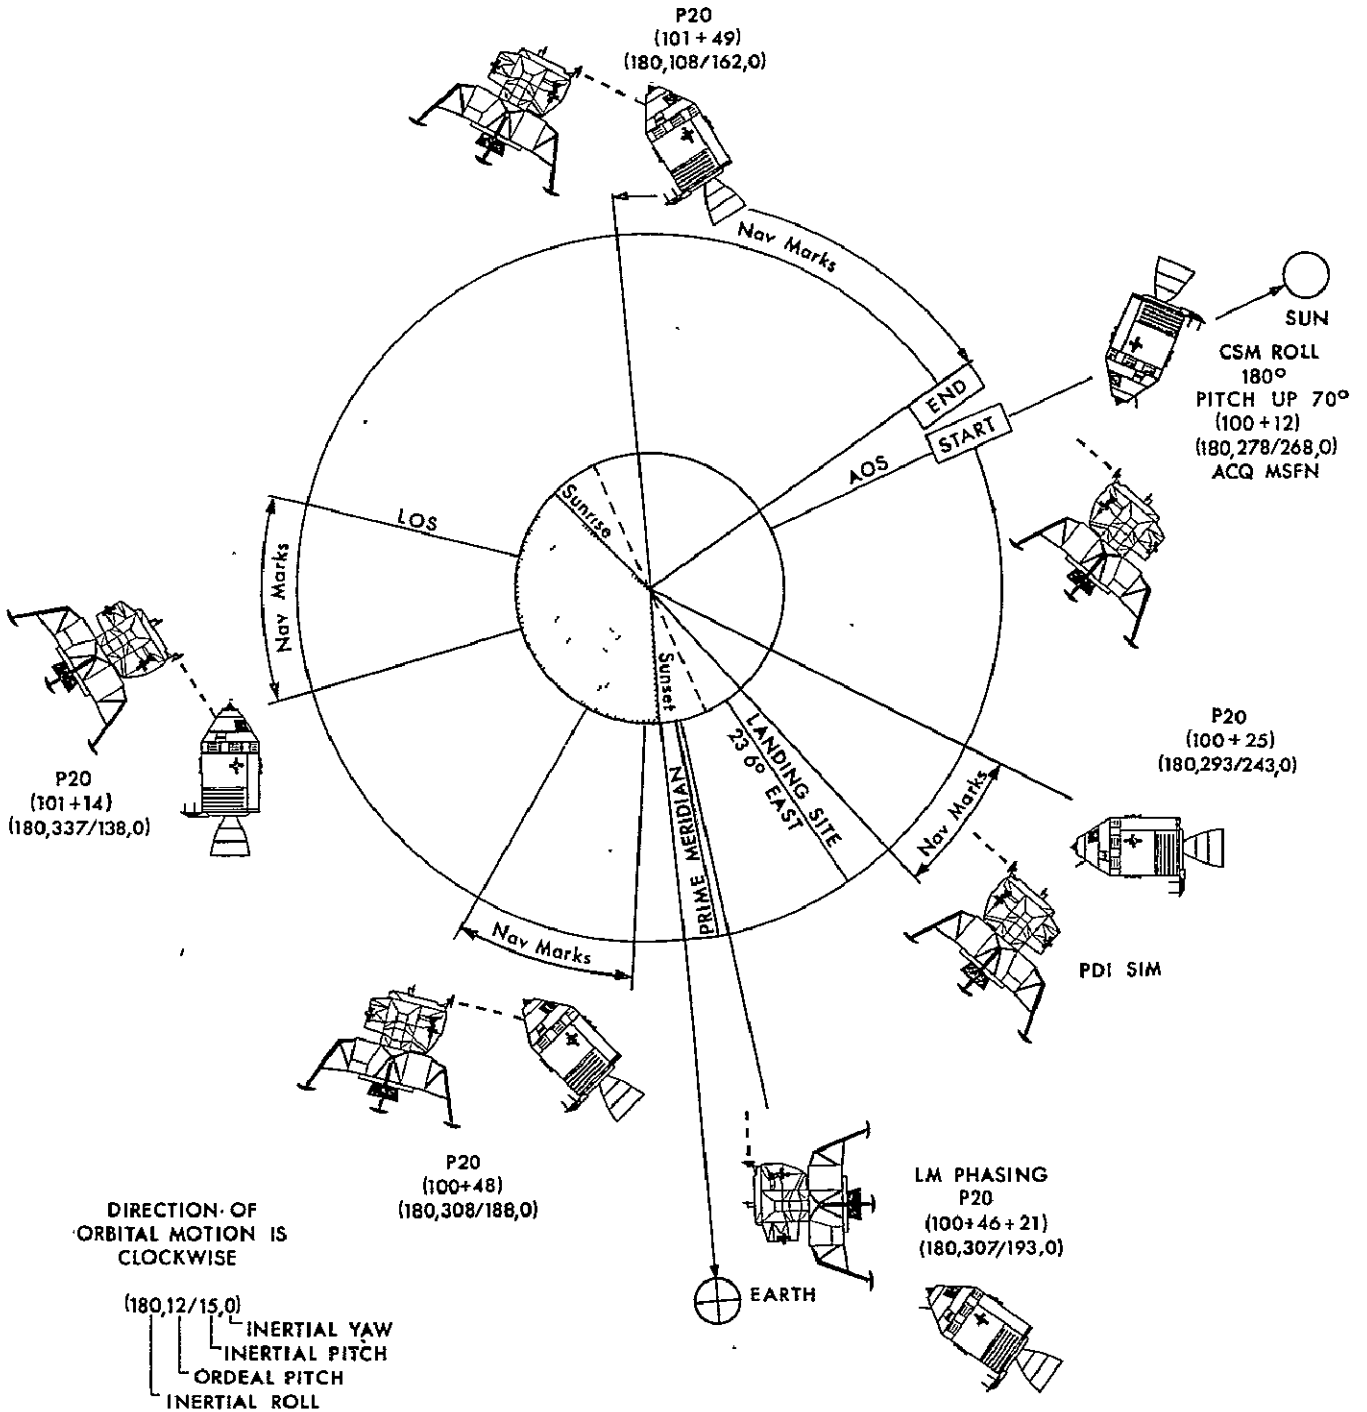 P20
(101+49)
(180,108/162,0)
Nav Marks
SUN
CSM ROLL
180°
PITCH UP 70°
(100+12)
(180,278/268,0)
ACQ MSFN
END
START
AOS
LOS
Sunrise
Nav Marks
Sunset
P20
(101+14)
(180,337/138,0)
PRIME MERIDIAN
LANDING SITE
23 6° EAST
Nav Marks
P20
(100+25)
(180,293/243,0)
PDI SIM
Nav Marks
P20
(100+48)
(180,308/188,0)
LM PHASING
P20
(100+46+21)
(180,307/193,0)
EARTH
DIRECTION OF
ORBITAL MOTION IS
CLOCKWISE
(180,12/15,0)
INERTIAL YAW
INERTIAL PITCH
ORDEAL PITCH
INERTIAL ROLL